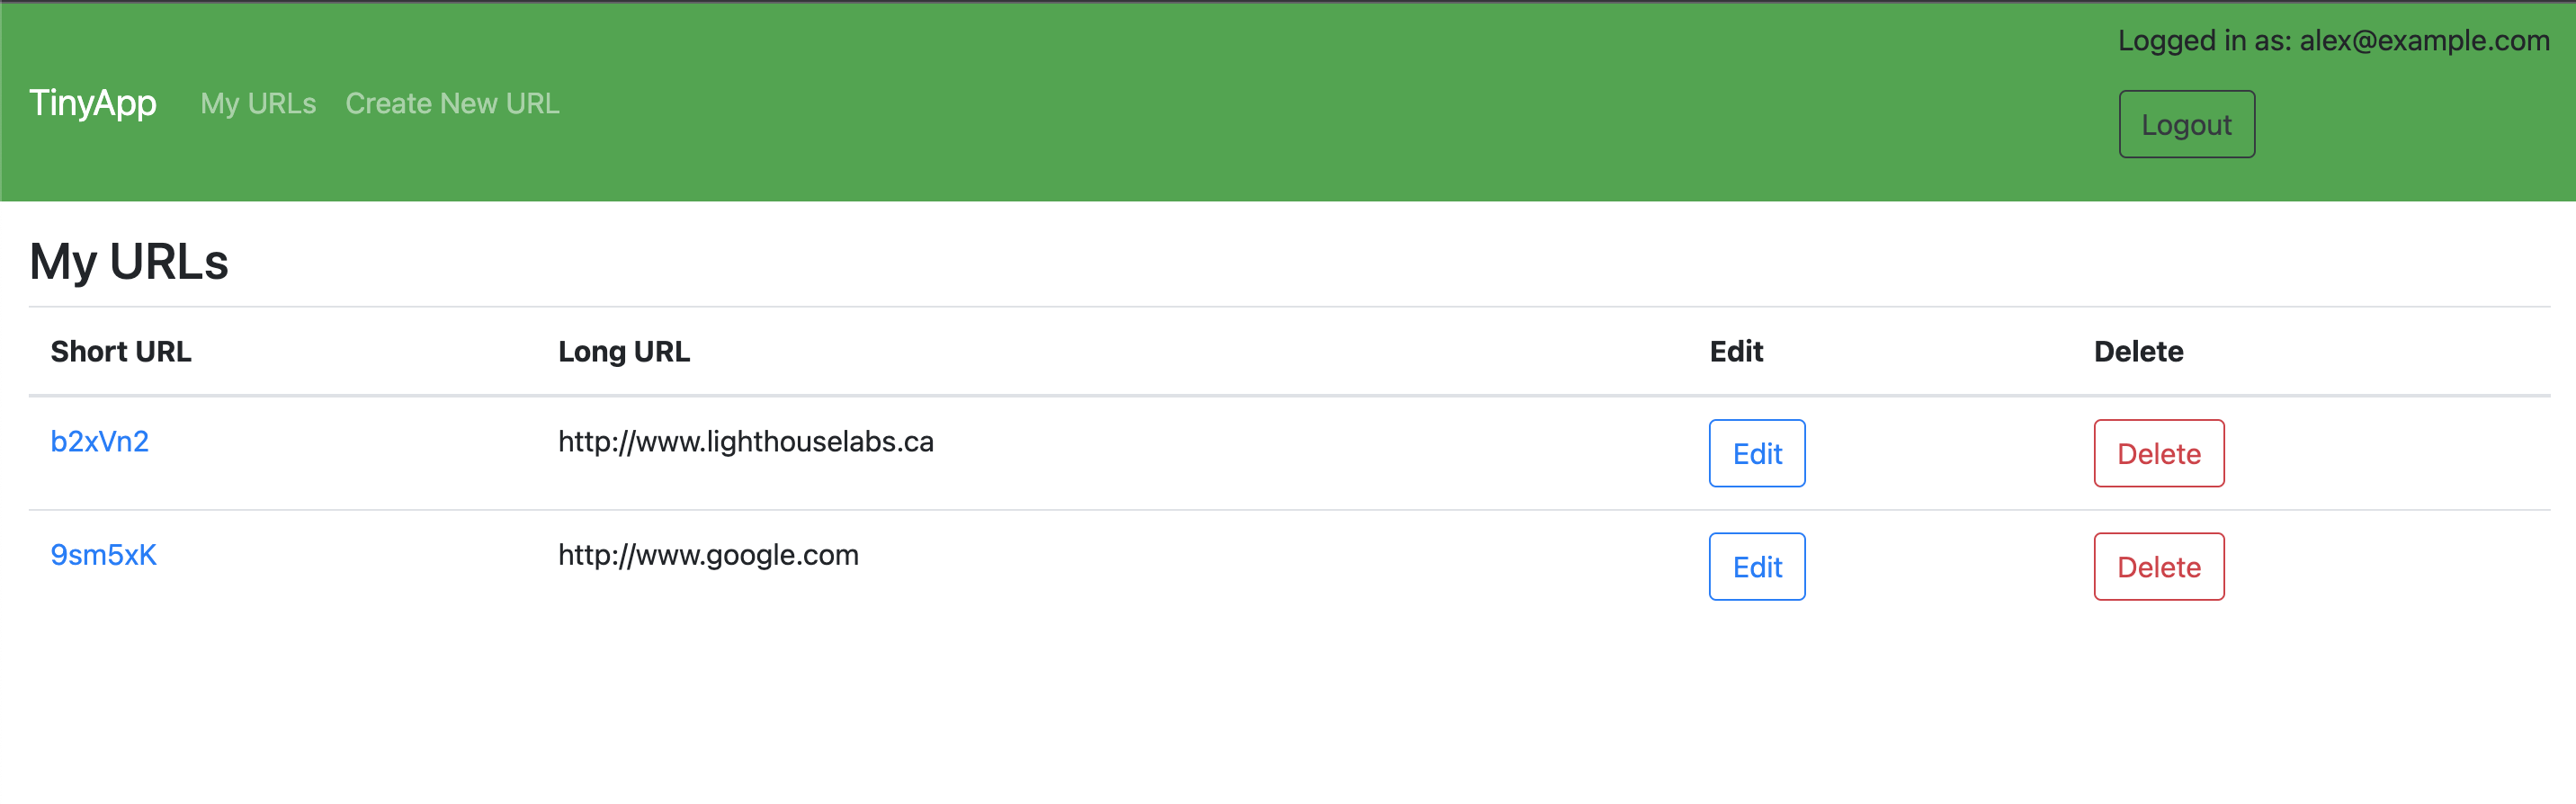 Logged in as: alex@example.com
TinyApp My URLs Create New URL
Logout
My URLs
Short URL Long URL Edit Delete
b2xVn2 http://www.lighthouselabs.ca Edit Delete
9sm5xK http://www.google.com Edit Delete